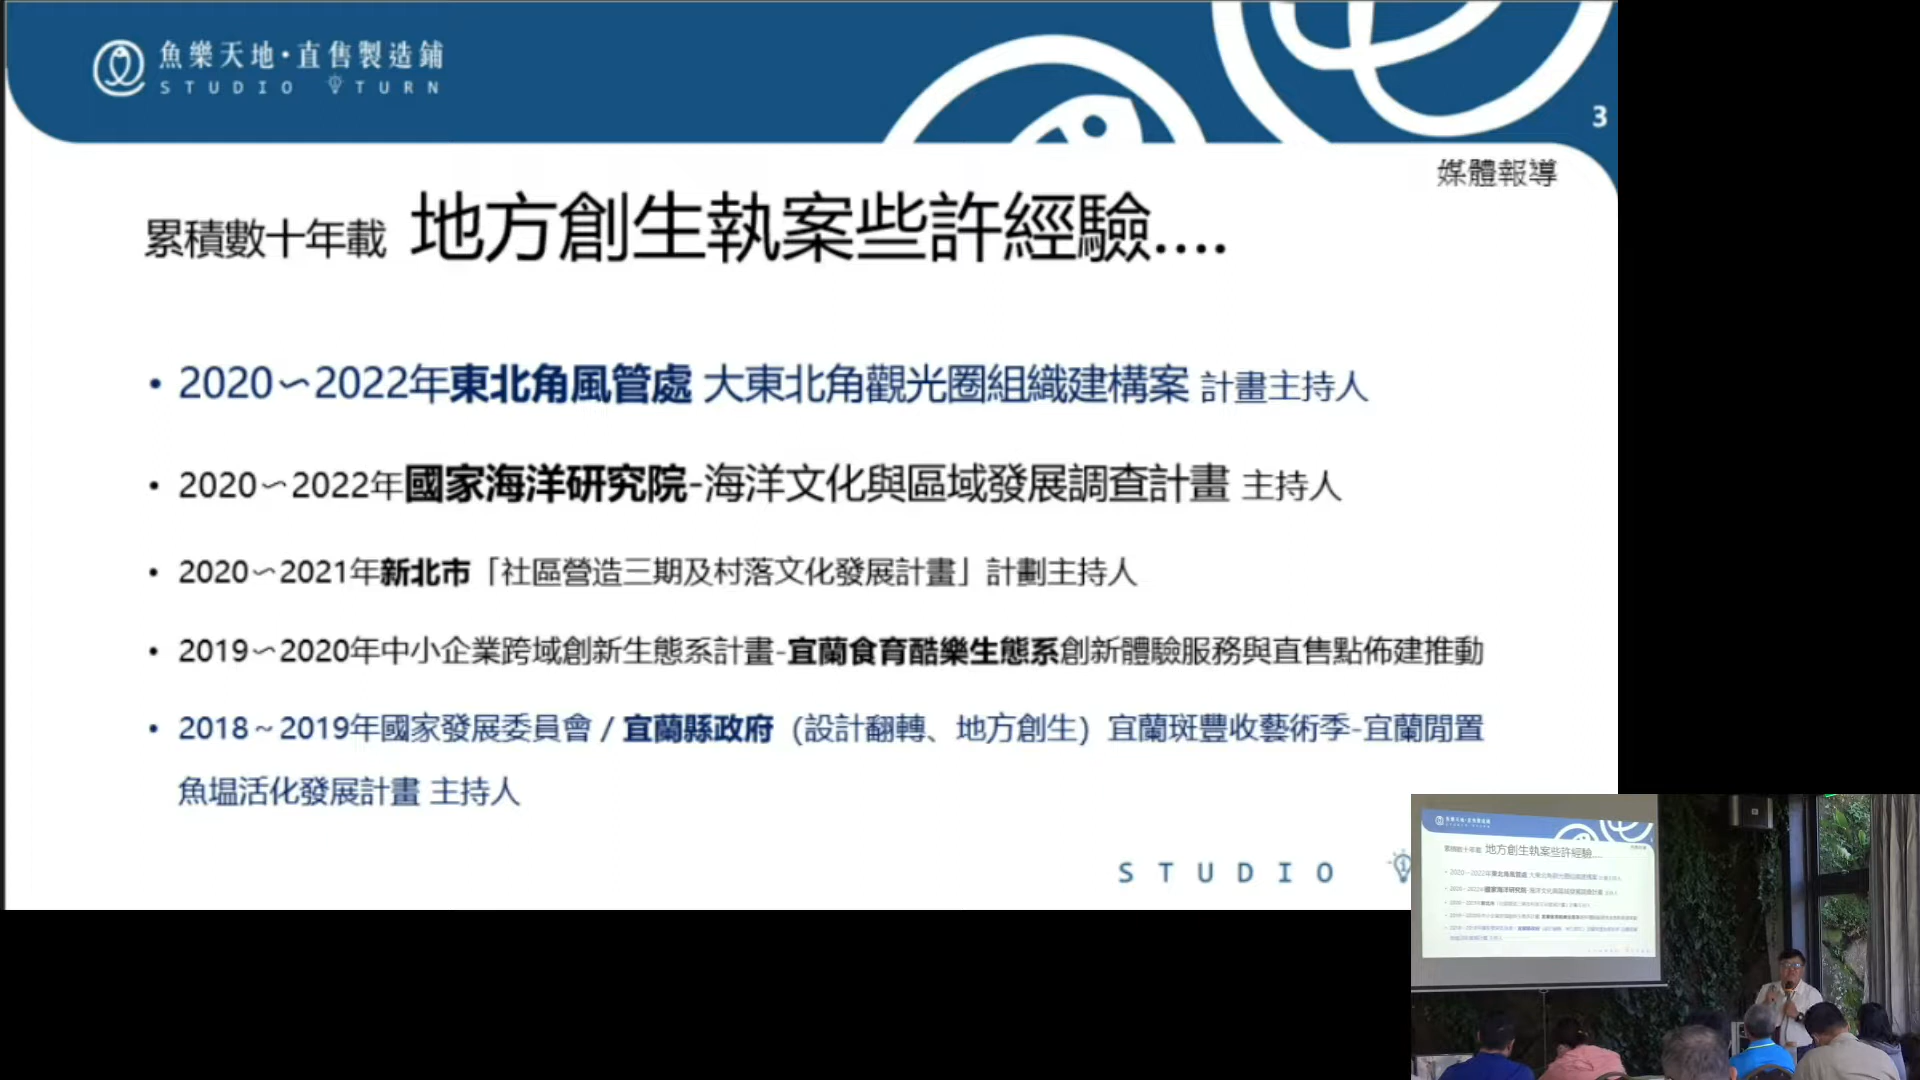 魚樂天地・直售製造鋪
STUDIO TURN
3
媒體報導
累積數十年載 地方創生執案些許經驗....
• 2020~2022年東北角風管處 大東北角觀光圈組織建構案 計畫主持人
• 2020~2022年國家海洋研究院-海洋文化與區域發展調查計畫 主持人
• 2020~2021年新北市「社區營造三期及村落文化發展計畫」計劃主持人
• 2019~2020年中小企業跨域創新生態系計畫-宜蘭食育酷樂生態系創新體驗服務與直售點佈建推動
• 2018~2019年國家發展委員會 / 宜蘭縣政府（設計翻轉、地方創生）宜蘭斑豐收藝術季-宜蘭閒置
魚塭活化發展計畫 主持人
STUDIO
地方創生執案些許經驗....